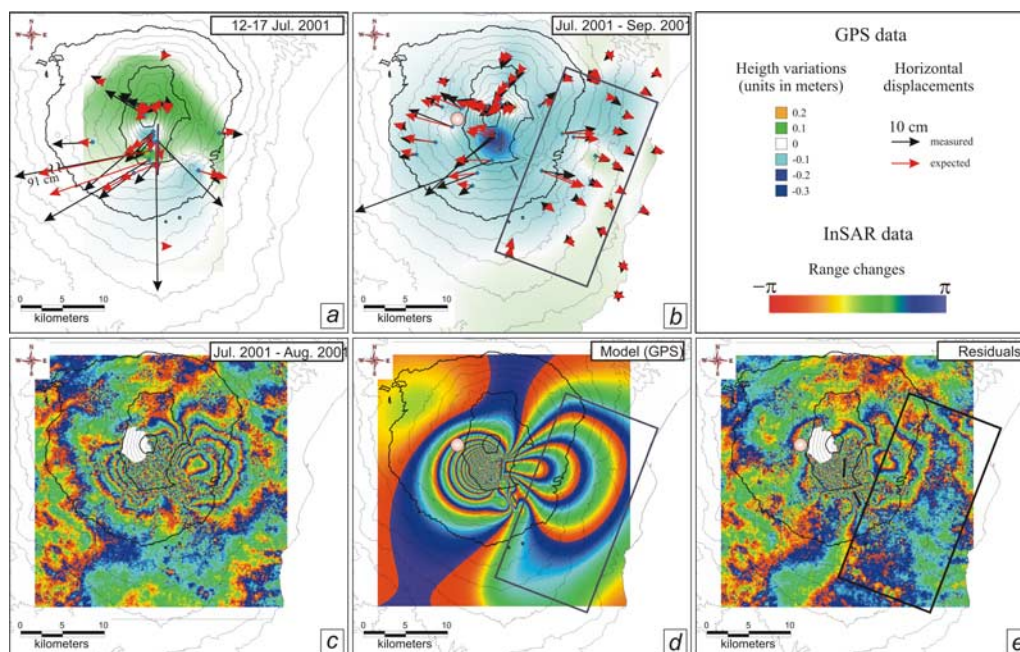 12-17 Jul. 2001
N
W E
S
91 cm
0 5 10
kilometers
a
Jul. 2001 - Sep. 2001
N
W E
S
0 5 10
kilometers
b
GPS data
Heigth variations
(units in meters)
0.2
0.1
0
-0.1
-0.2
-0.3
Horizontal
displacements
10 cm
measured
expected
InSAR data
Range changes
−π π
Jul. 2001 - Aug. 2001
N
W E
S
0 5 10
kilometers
c
Model (GPS)
N
W E
S
0 5 10
kilometers
d
Residuals
N
W E
S
0 5 10
kilometers
e